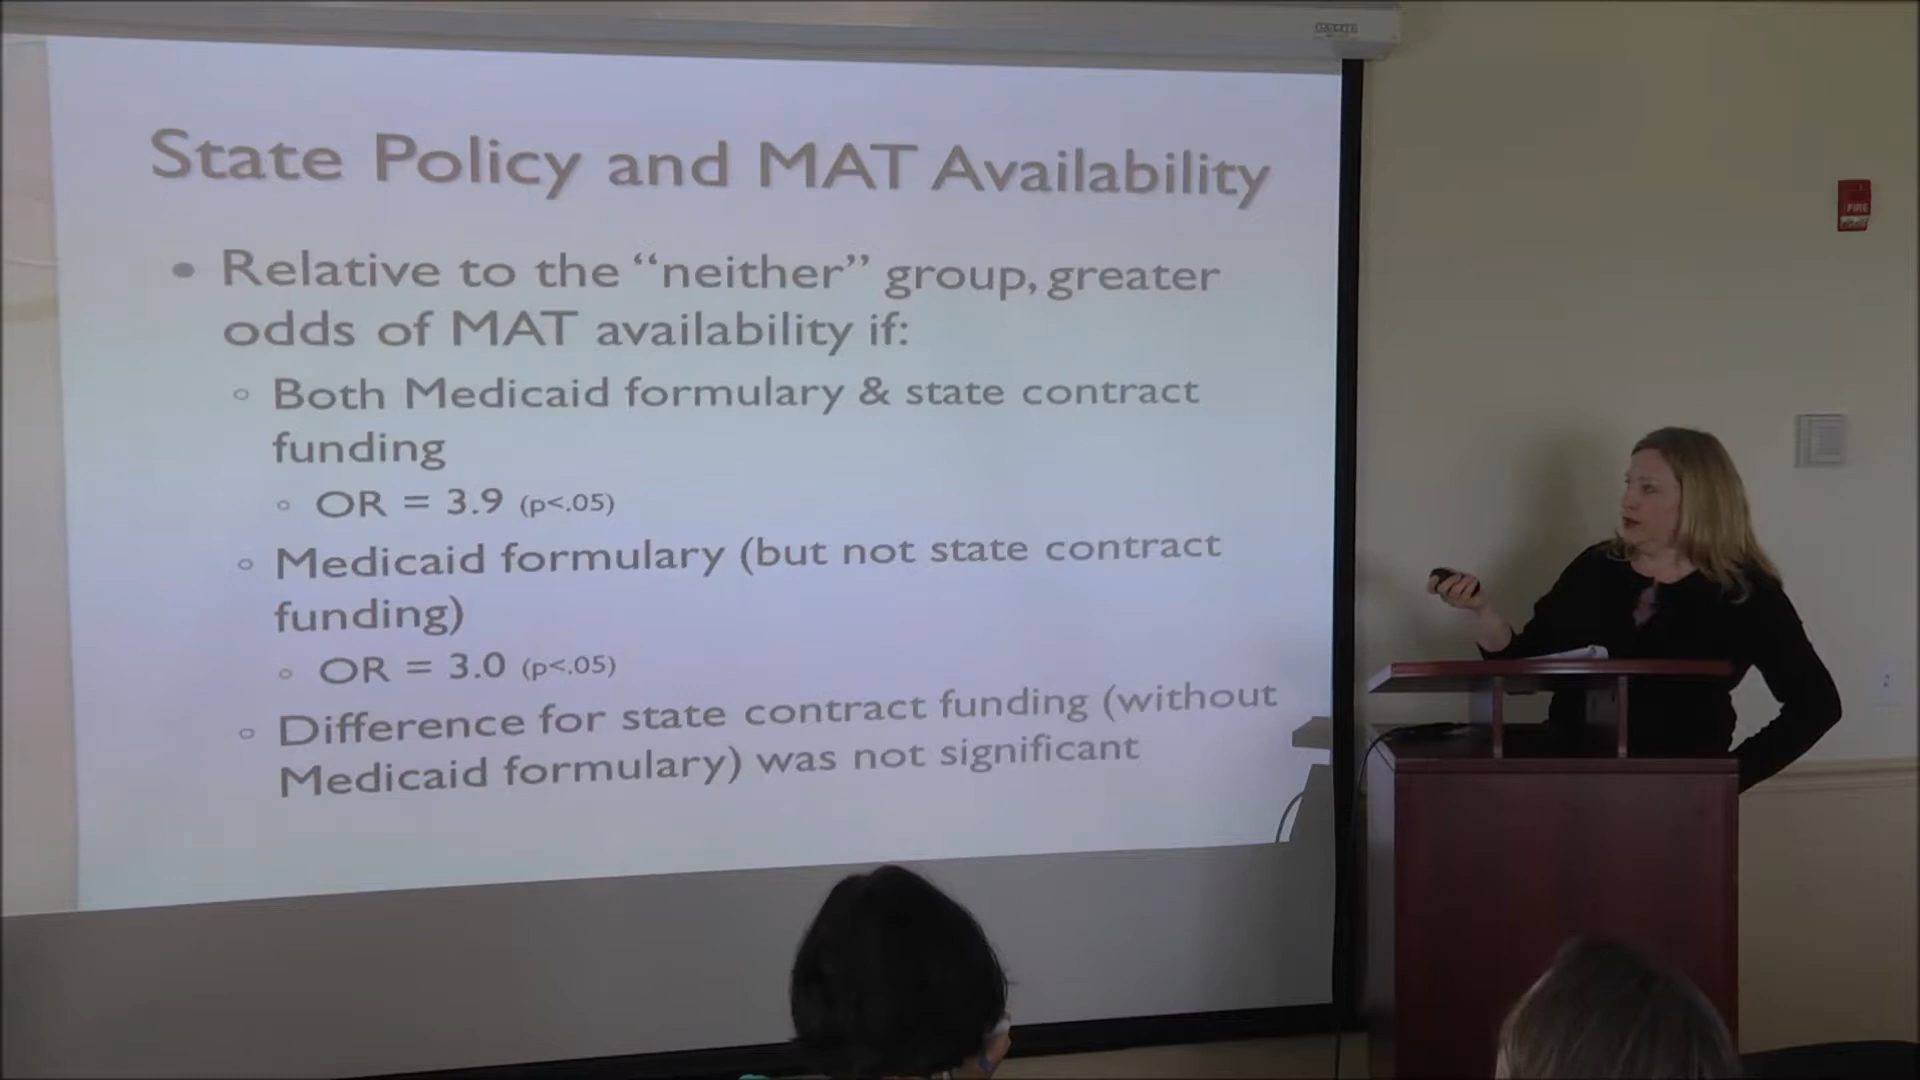 State Policy and MAT Availability
• Relative to the “neither” group, greater
odds of MAT availability if:
◦ Both Medicaid formulary & state contract
funding
◦ OR = 3.9 (p<.05)
◦ Medicaid formulary (but not state contract
funding)
◦ OR = 3.0 (p<.05)
◦ Difference for state contract funding (without
Medicaid formulary) was not significant
FIRE